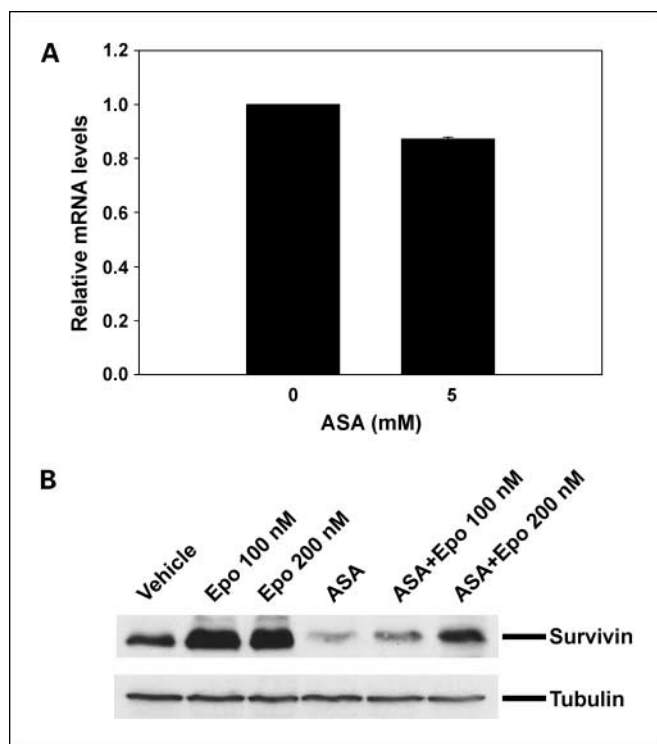 A
Relative mRNA levels
1.2
1.0
0.8
0.6
0.4
0.2
0.0
0
5
ASA (mM)
B
Vehicle
Epo 100 nM
Epo 200 nM
ASA
ASA+Epo 100 nM
ASA+Epo 200 nM
Survivin
Tubulin